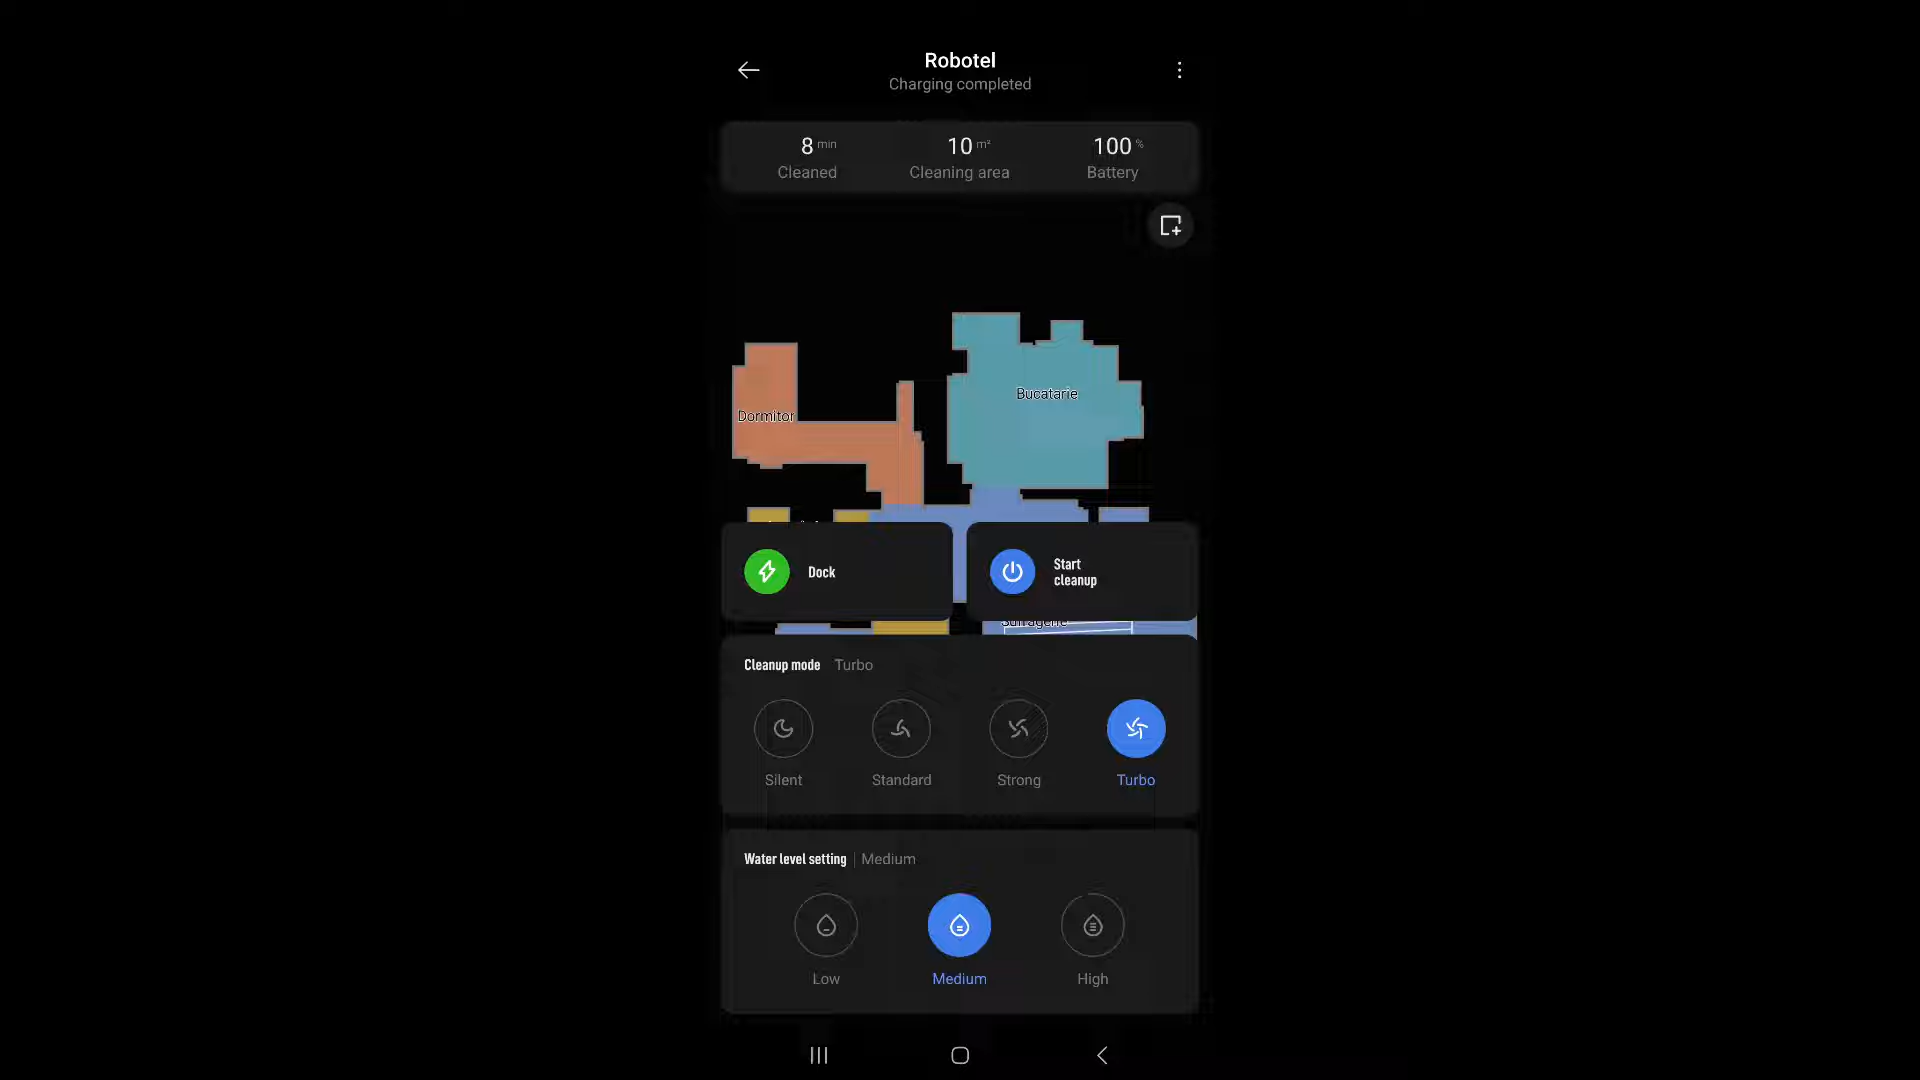 Robotel
Charging completed
8 min
10 m²
100 %
Cleaned
Cleaning area
Battery
Bucatarie
Dormitor
Dock
Start
cleanup
Sufragerie
Cleanup mode Turbo
Silent
Standard
Strong
Turbo
Water level setting | Medium
Low
Medium
High